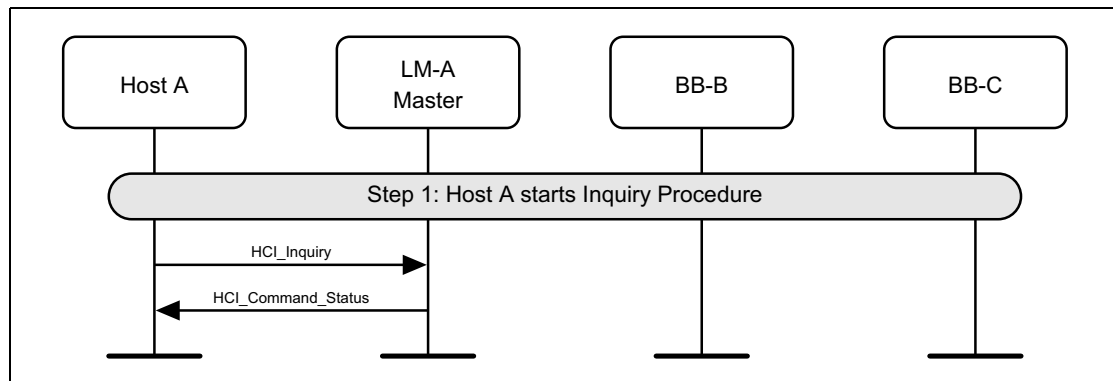 Host A
LM-A
Master
BB-B
BB-C
Step 1: Host A starts Inquiry Procedure
HCI_Inquiry
HCI_Command_Status